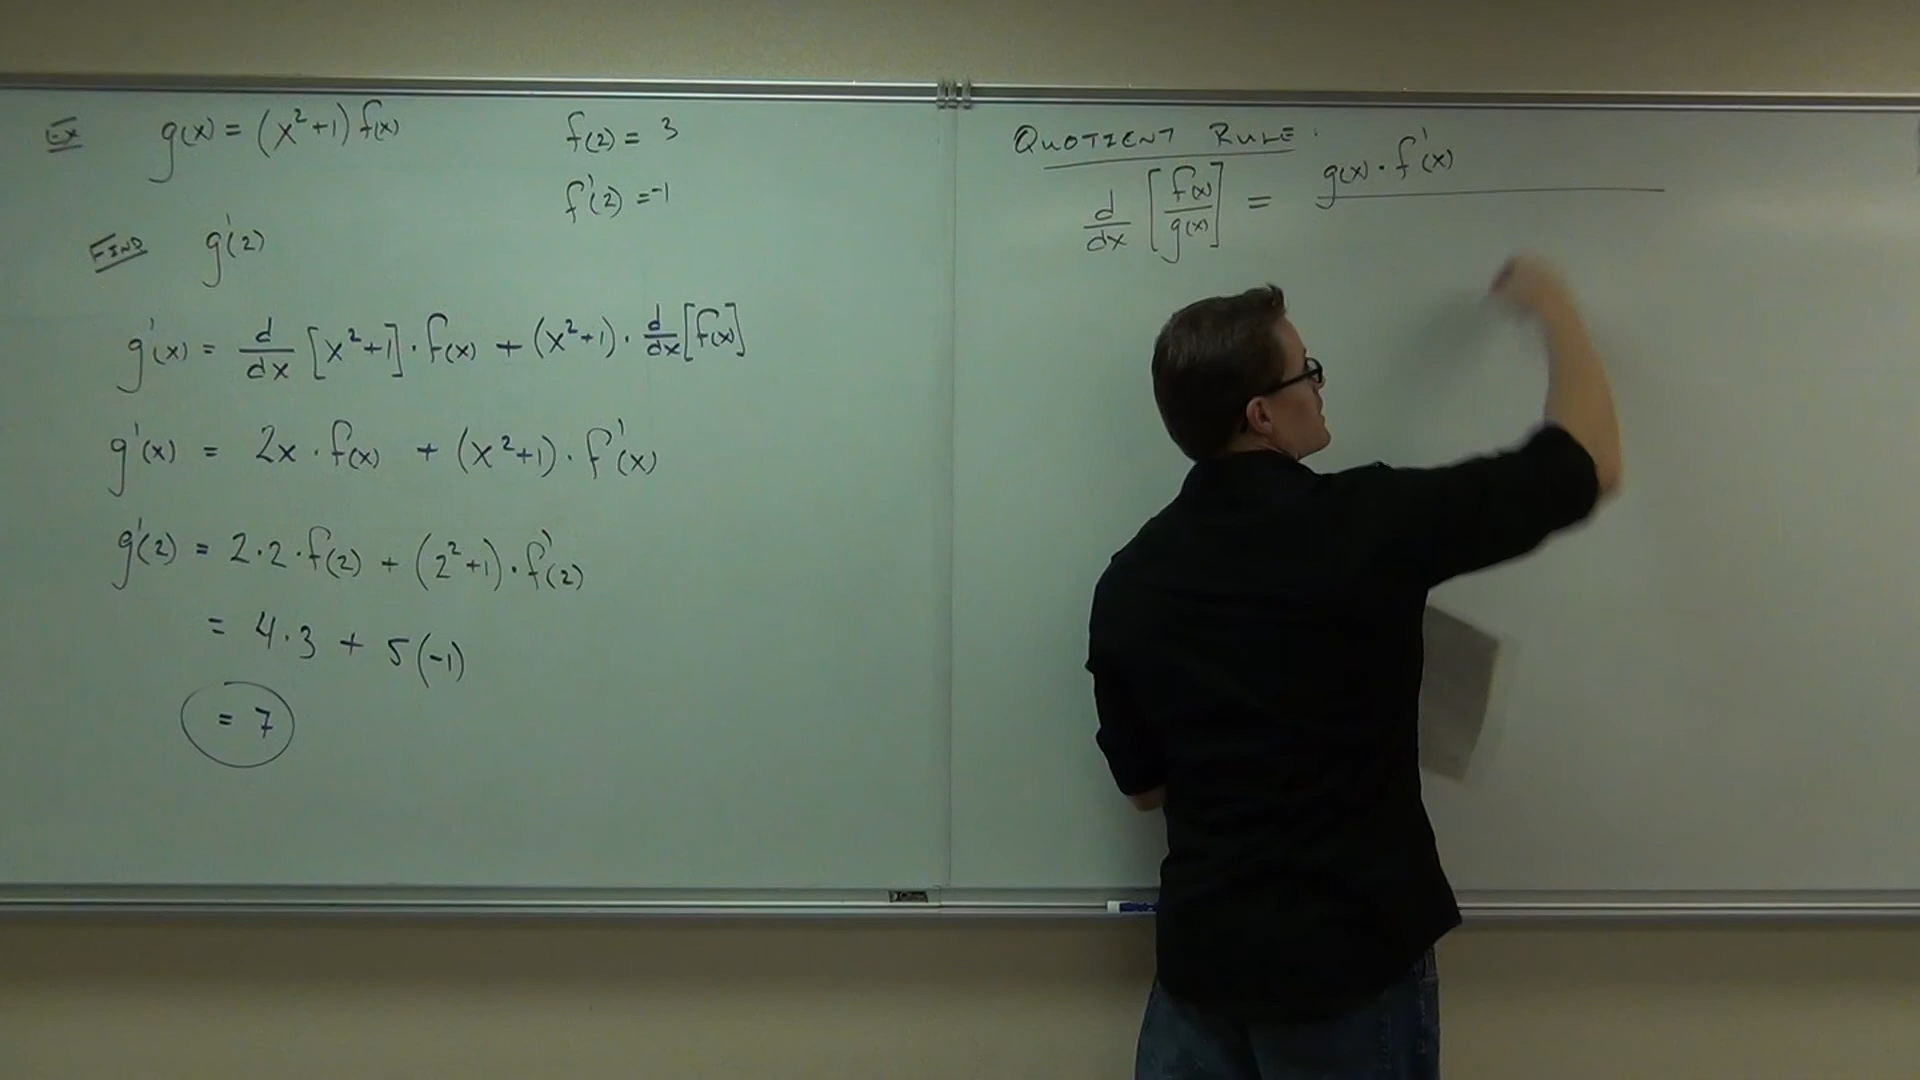 Ex g(x) = (x²+1) f(x) f(2) = 3
f'(2) = -1
FIND g'(2)
g'(x) = d/dx [x²+1] · f(x) + (x²+1) · d/dx [f(x)]
g'(x) = 2x · f(x) + (x²+1) · f'(x)
g'(2) = 2·2·f(2) + (2²+1) · f'(2)
= 4·3 + 5(-1)
= 7
QUOTIENT RULE:
d/dx [f(x)/g(x)] = g(x) · f'(x)